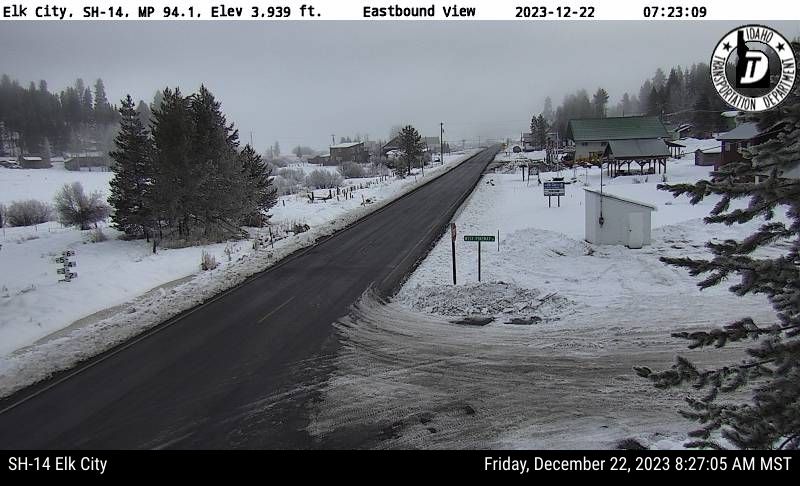 Elk City, SH-14, MP 94.1, Elev 3,939 ft. Eastbound View 2023-12-22 07:23:09
IDAHO
TRANSPORTATION DEPARTMENT
SH-14 Elk City Friday, December 22, 2023 8:27:05 AM MST